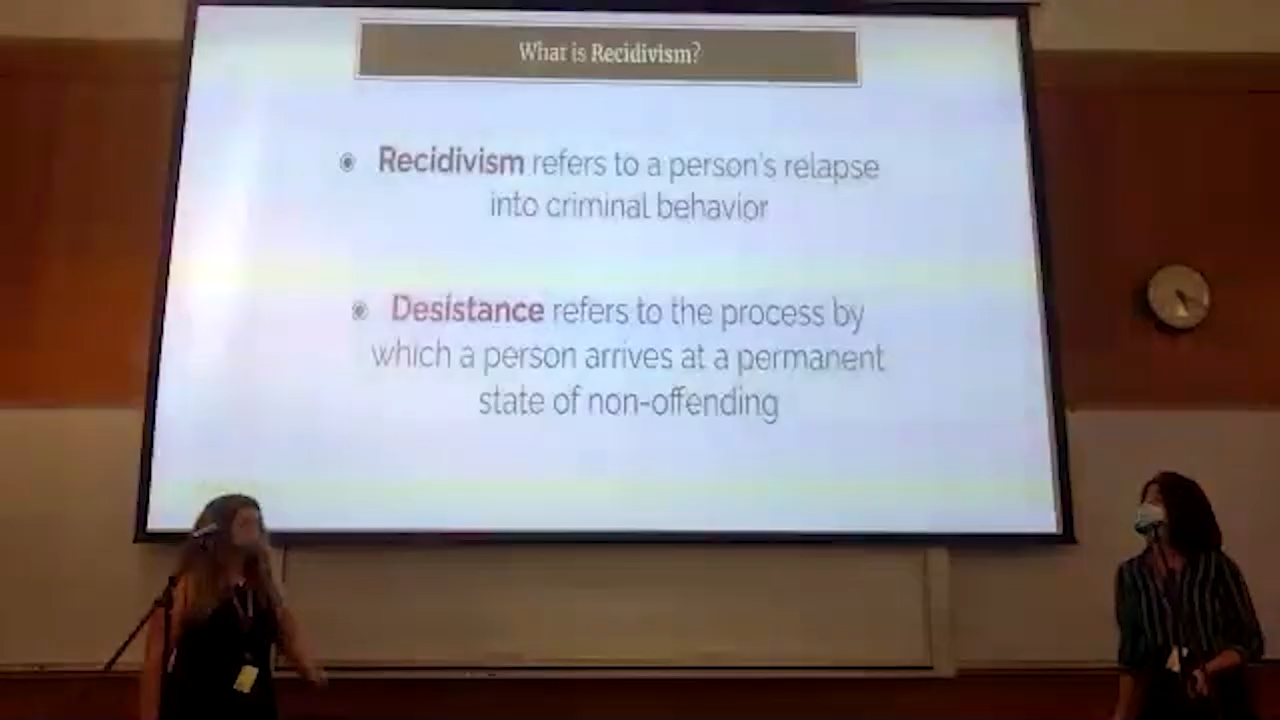 What is Recidivism?
Recidivism refers to a person's relapse
into criminal behavior
Desistance refers to the process by
which a person arrives at a permanent
state of non-offending